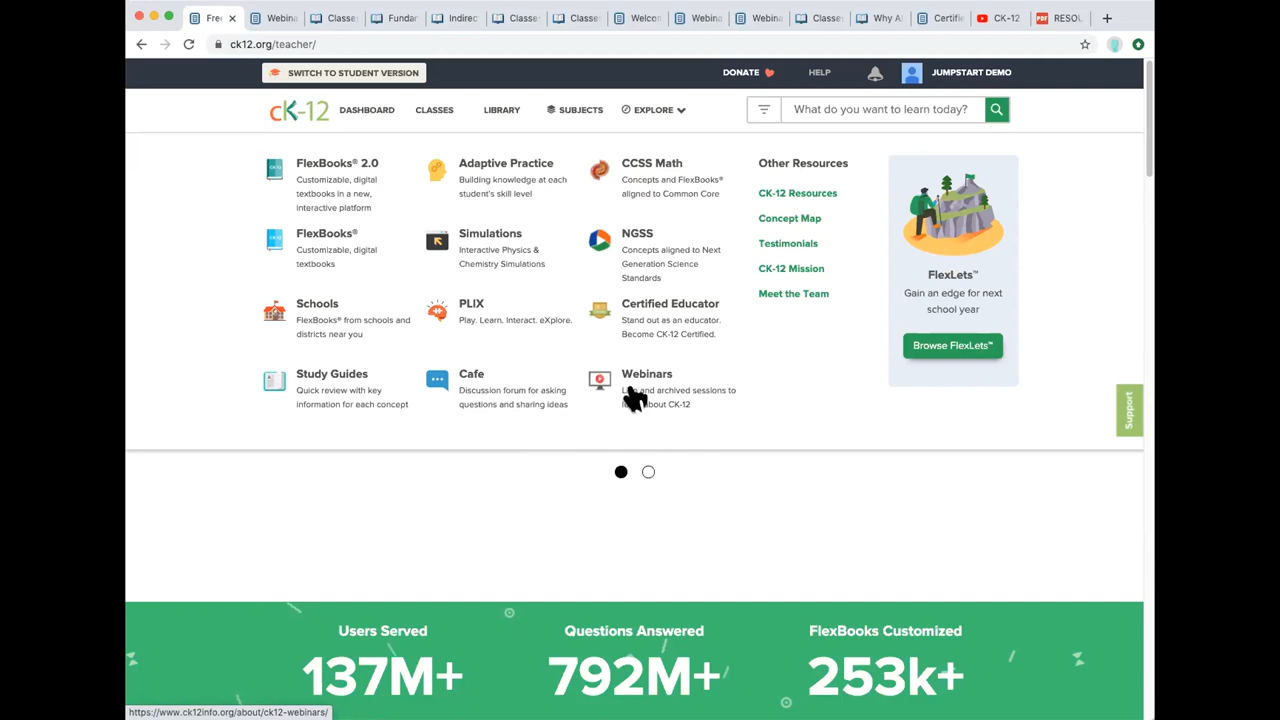 Free
Webina
Classe
Fundar
Indirec
Classe
Classe
Welco
Webina
Webina
Classe
Why A
Certifie
CK-12
RESOU
ck12.org/teacher/
SWITCH TO STUDENT VERSION
DONATE
HELP
JUMPSTART DEMO
cK-12
DASHBOARD
CLASSES
LIBRARY
SUBJECTS
EXPLORE
What do you want to learn today?
FlexBooks® 2.0
Customizable, digital
textbooks in a new,
interactive platform
FlexBooks®
Customizable, digital
textbooks
Schools
FlexBooks® from schools and
districts near you
Study Guides
Quick review with key
information for each concept
Adaptive Practice
Building knowledge at each
student's skill level
Simulations
Interactive Physics &
Chemistry Simulations
PLIX
Play. Learn. Interact. eXplore.
Cafe
Discussion forum for asking
questions and sharing ideas
CCSS Math
Concepts and FlexBooks®
aligned to Common Core
NGSS
Concepts aligned to Next
Generation Science
Standards
Certified Educator
Stand out as an educator.
Become CK-12 Certified.
Webinars
and archived sessions to
about CK-12
Other Resources
CK-12 Resources
Concept Map
Testimonials
CK-12 Mission
Meet the Team
FlexLets™
Gain an edge for next
school year
Browse FlexLets™
Support
Users Served
137M+
Questions Answered
792M+
FlexBooks Customized
253k+
https://www.ck12info.org/about/ck12-webinars/